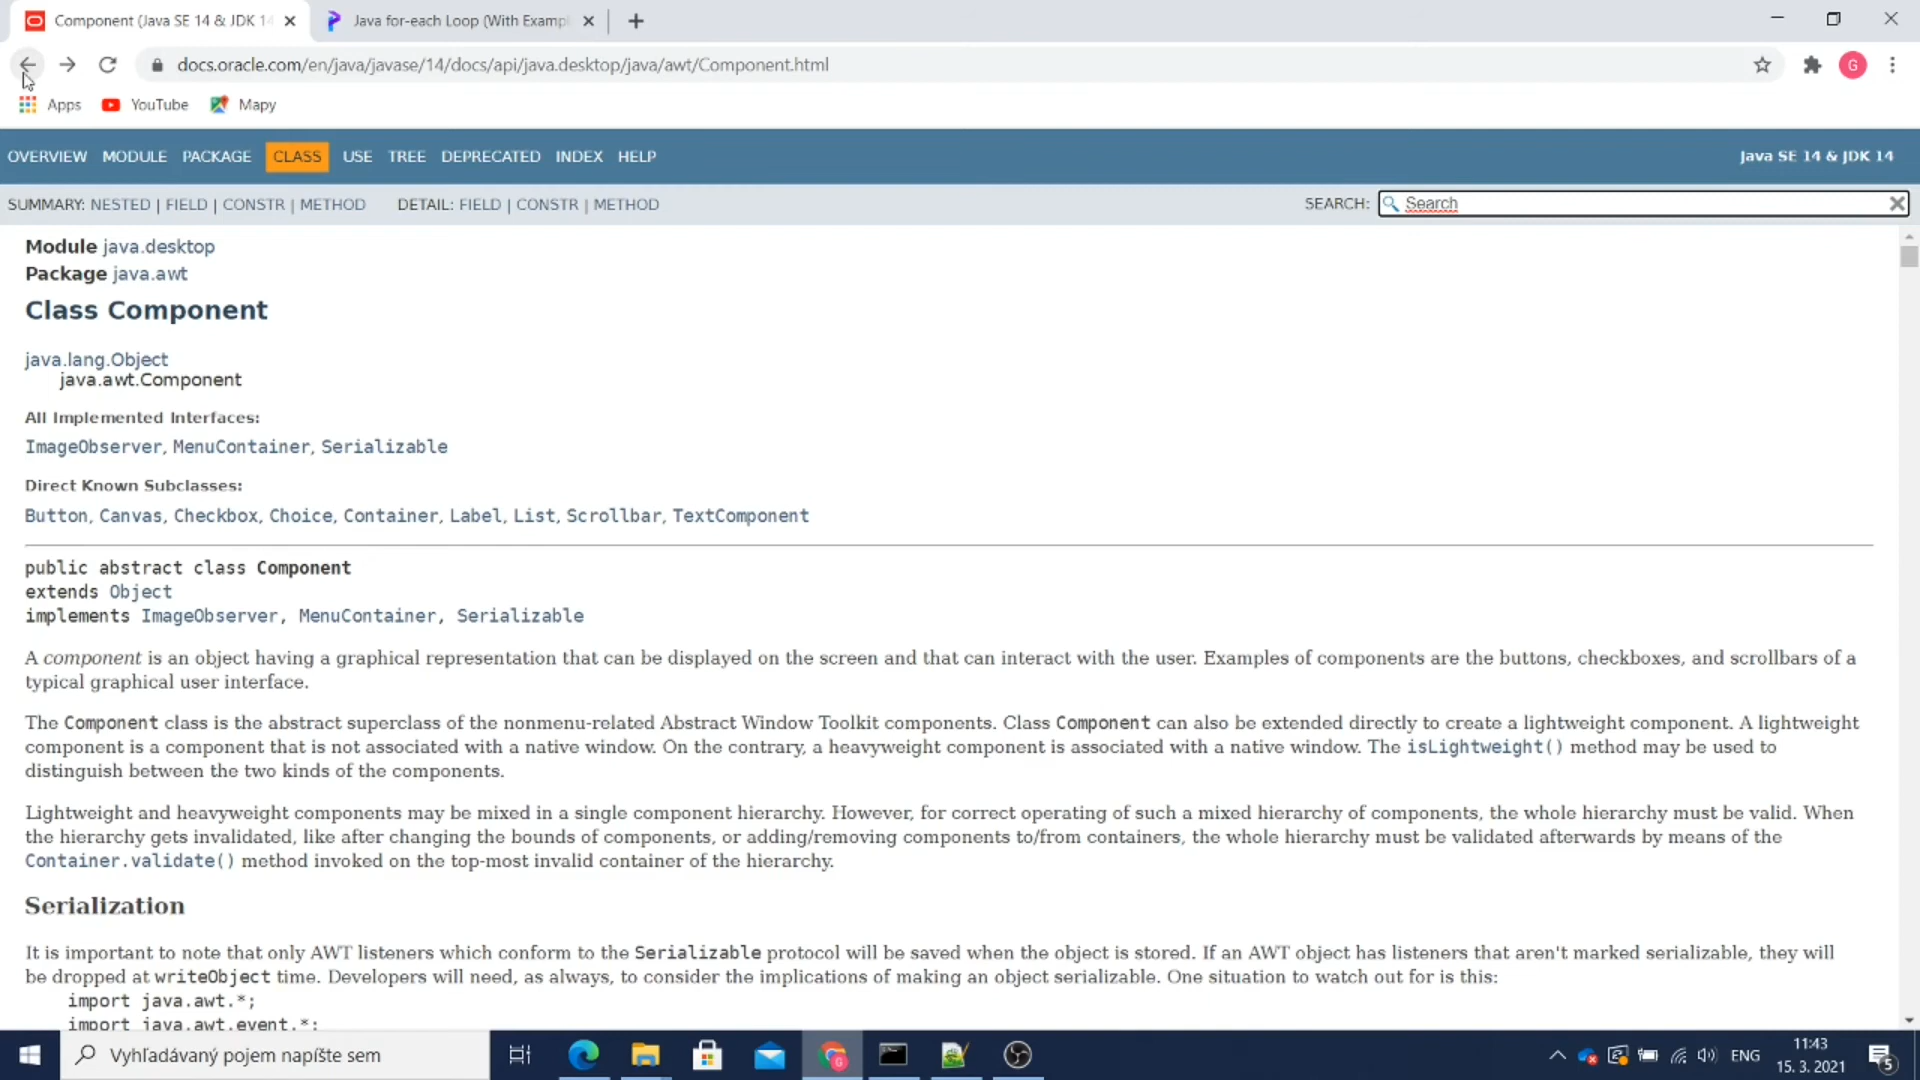 Component (Java SE 14 & JDK 14
Java for-each Loop (With Examp
docs.oracle.com/en/java/javase/14/docs/api/java.desktop/java/awt/Component.html
G
Apps YouTube Mapy
OVERVIEW MODULE PACKAGE CLASS USE TREE DEPRECATED INDEX HELP
Java SE 14 & JDK 14
SUMMARY: NESTED | FIELD | CONSTR | METHOD DETAIL: FIELD | CONSTR | METHOD
SEARCH: Search
Module java.desktop
Package java.awt
Class Component
java.lang.Object
java.awt.Component
All Implemented Interfaces:
ImageObserver, MenuContainer, Serializable
Direct Known Subclasses:
Button, Canvas, Checkbox, Choice, Container, Label, List, Scrollbar, TextComponent
public abstract class Component
extends Object
implements ImageObserver, MenuContainer, Serializable
A component is an object having a graphical representation that can be displayed on the screen and that can interact with the user. Examples of components are the buttons, checkboxes, and scrollbars of a
typical graphical user interface.
The Component class is the abstract superclass of the nonmenu-related Abstract Window Toolkit components. Class Component can also be extended directly to create a lightweight component. A lightweight
component is a component that is not associated with a native window. On the contrary, a heavyweight component is associated with a native window. The isLightweight() method may be used to
distinguish between the two kinds of the components.
Lightweight and heavyweight components may be mixed in a single component hierarchy. However, for correct operating of such a mixed hierarchy of components, the whole hierarchy must be valid. When
the hierarchy gets invalidated, like after changing the bounds of components, or adding/removing components to/from containers, the whole hierarchy must be validated afterwards by means of the
Container.validate() method invoked on the top-most invalid container of the hierarchy.
Serialization
It is important to note that only AWT listeners which conform to the Serializable protocol will be saved when the object is stored. If an AWT object has listeners that aren't marked serializable, they will
be dropped at writeObject time. Developers will need, as always, to consider the implications of making an object serializable. One situation to watch out for is this:
import java.awt.*;
import java.awt.event.*;
Vyhľadávaný pojem napíšte sem
ENG
11:43
15. 3. 2021
5